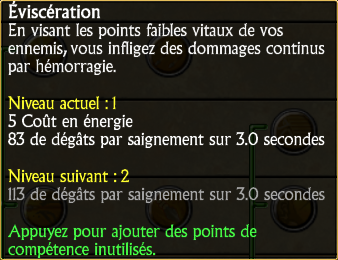 Éviscération
En visant les points faibles vitaux de vos
ennemis, vous infligez des dommages continus
par hémorragie.
Niveau actuel : 1
5 Coût en énergie
83 de dégâts par saignement sur 3.0 secondes
Niveau suivant : 2
113 de dégâts par saignement sur 3.0 secondes
Appuyez pour ajouter des points de
compétence inutilisés.